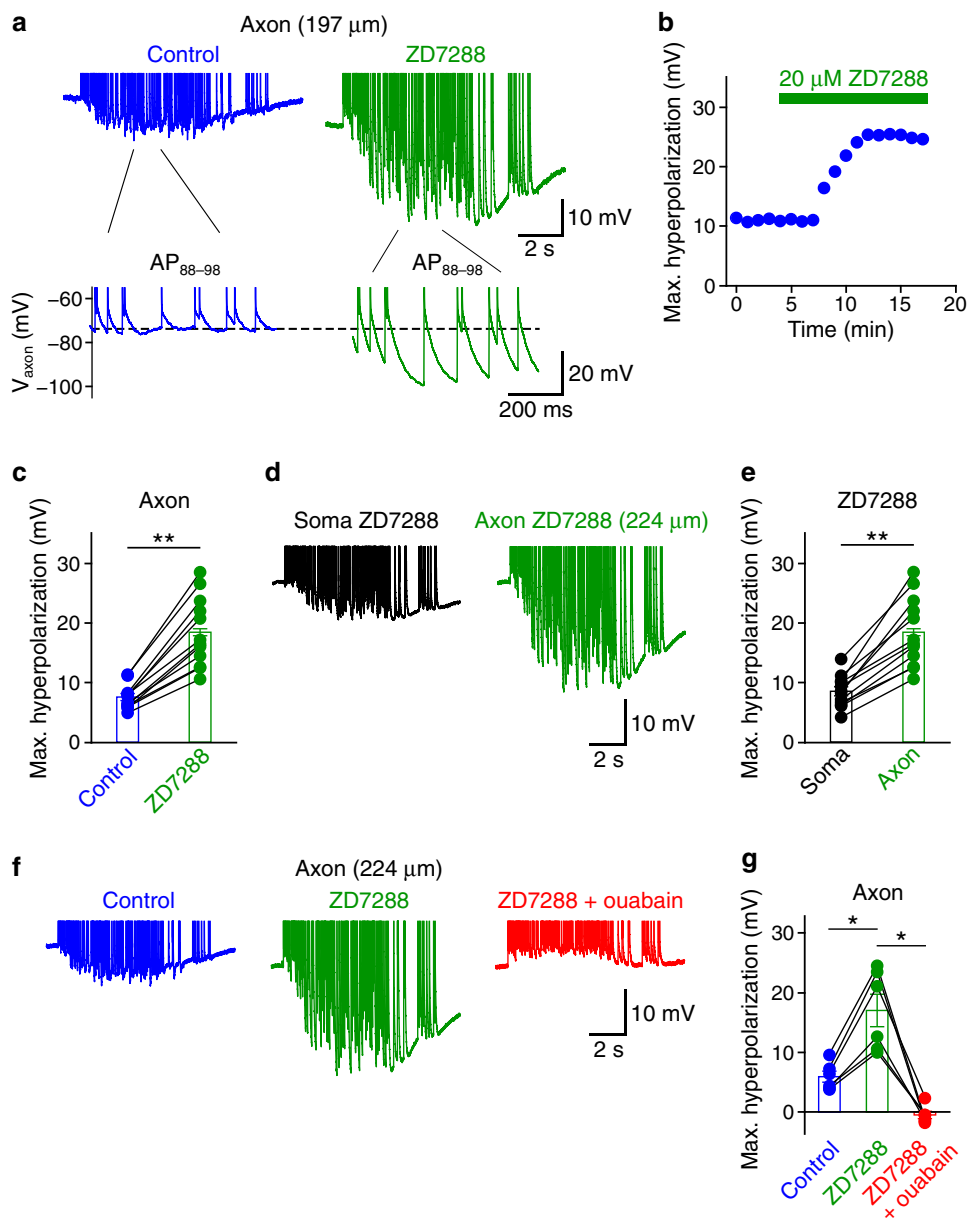 a
Axon (197 μm)
Control
ZD7288
10 mV
2 s
AP88–98
AP88–98
Vaxon (mV)
−60
−80
−100
20 mV
200 ms
b
20 μM ZD7288
Max. hyperpolarization (mV)
30
20
10
0
0 5 10 15 20
Time (min)
c
Axon
**
Max. hyperpolarization (mV)
30
20
10
0
Control
ZD7288
d
Soma ZD7288
Axon ZD7288 (224 μm)
10 mV
2 s
e
ZD7288
**
Max. hyperpolarization (mV)
30
20
10
0
Soma
Axon
f
Axon (224 μm)
Control
ZD7288
ZD7288 + ouabain
10 mV
2 s
g
Axon
* *
Max. hyperpolarization (mV)
30
20
10
0
Control
ZD7288
ZD7288
+ ouabain